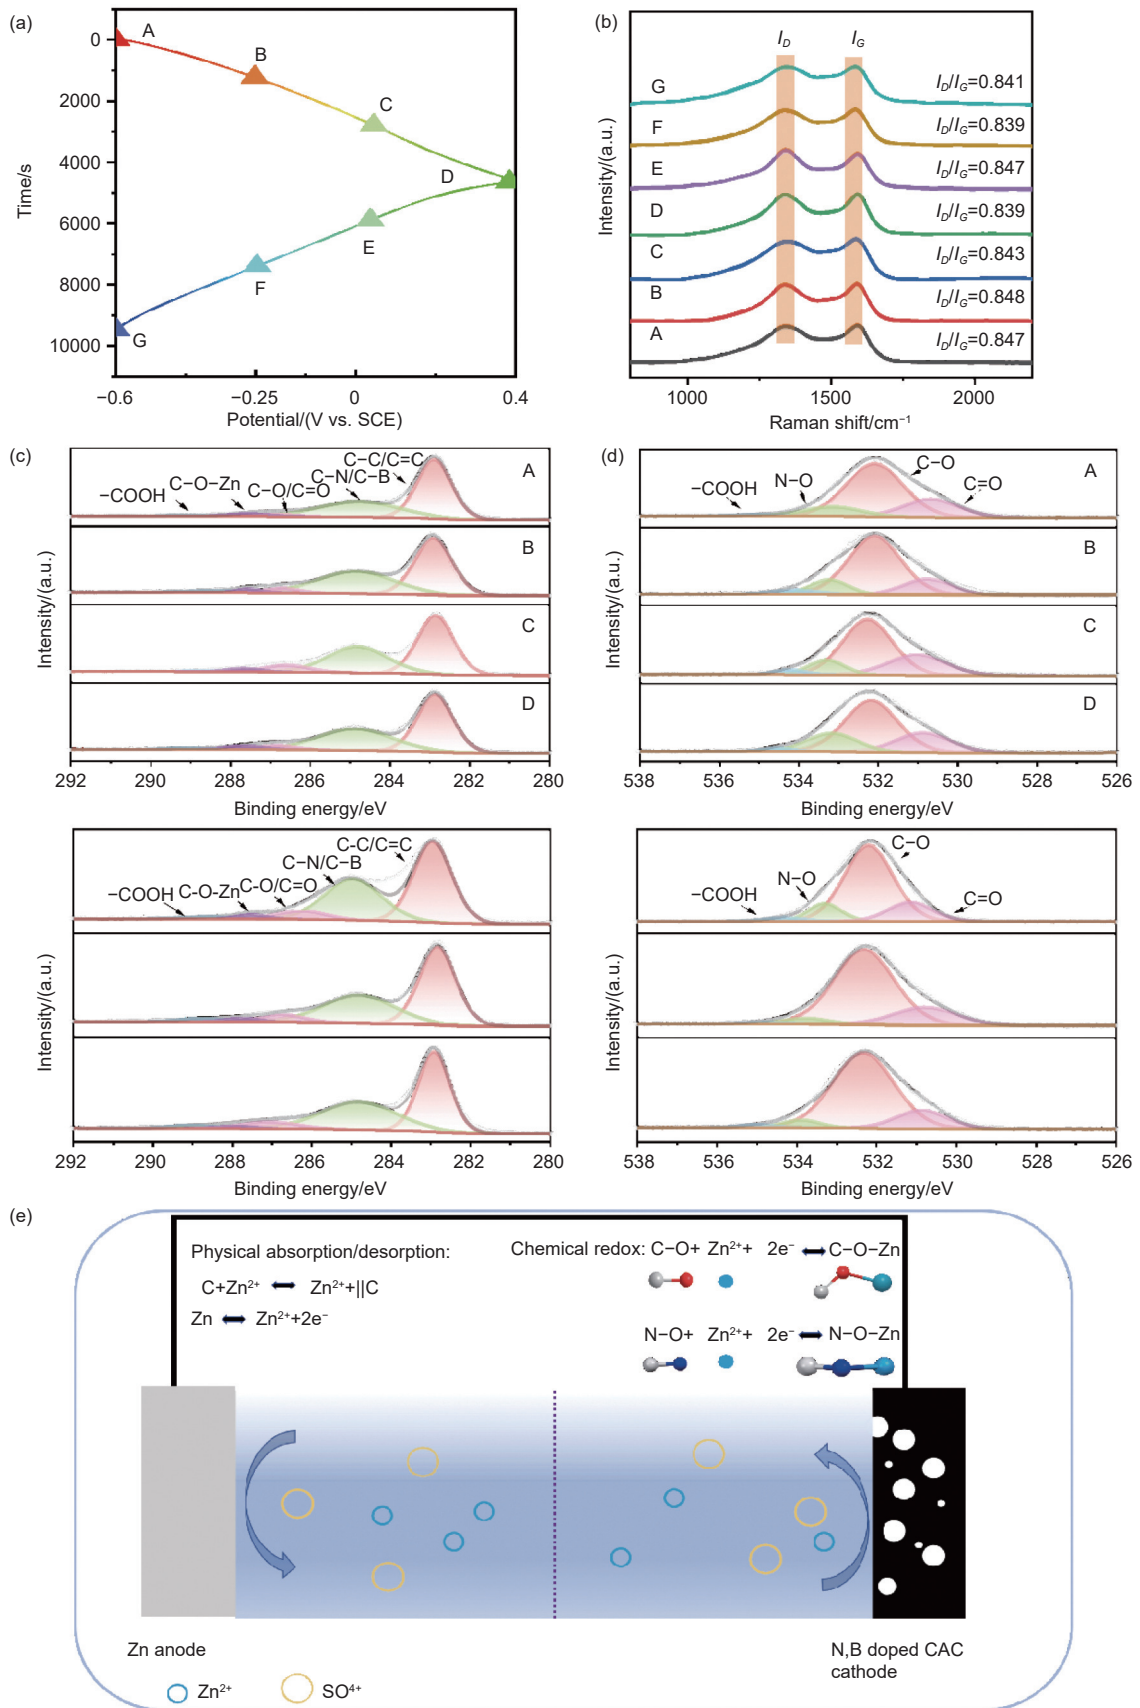 (a)
0
2000
4000
6000
8000
10000
Time/s
A
B
C
D
E
F
G
−0.6
−0.25
0
0.4
Potential/(V vs. SCE)
(b)
I_D
I_G
Intensity/(a.u.)
G
I_D/I_G=0.841
F
I_D/I_G=0.839
E
I_D/I_G=0.847
D
I_D/I_G=0.839
C
I_D/I_G=0.843
B
I_D/I_G=0.848
A
I_D/I_G=0.847
1000
1500
2000
Raman shift/cm⁻¹
(c)
Intensity/(a.u.)
C−C/C=C
C−N/C−B
C−O−Zn
C−O/C=O
−COOH
A
B
C
D
292
290
288
286
284
282
280
Binding energy/eV
C-C/C=C
C−N/C−B
C-O/C=O
C-O-Zn
−COOH
Intensity/(a.u.)
292
290
288
286
284
282
280
Binding energy/eV
(d)
Intensity/(a.u.)
C−O
N−O
−COOH
C=O
A
B
C
D
538
536
534
532
530
528
526
Binding energy/eV
C−O
N−O
−COOH
C=O
Intensity/(a.u.)
538
536
534
532
530
528
526
Binding energy/eV
(e)
Physical absorption/desorption:
C+Zn²⁺ Zn²⁺+||C
Zn Zn²⁺+2e⁻
Chemical redox: C−O+ Zn²⁺+ 2e⁻ C−O−Zn
N−O+ Zn²⁺+ 2e⁻ N−O−Zn
Zn anode
N,B doped CAC
cathode
Zn²⁺
SO⁴⁺